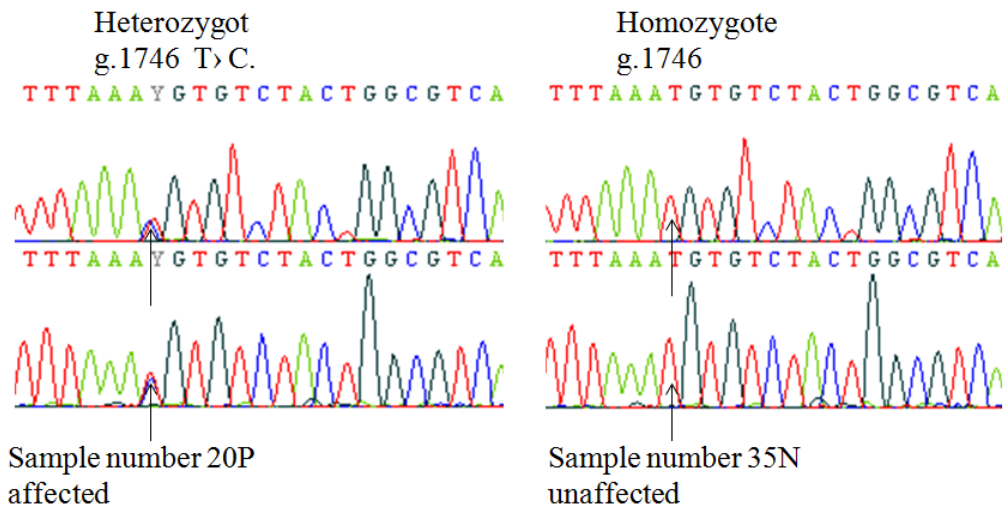 Heterozygot
g.1746 T› C.
TTTAAAYGTGTCTACTGGCGTCA
TTTAAAYGTGTCTACTGGCGTCA
Sample number 20P
affected
Homozygote
g.1746
TTTAAATGTGTCTACTGGCGTCA
TTTAAATGTGTCTACTGGCGTCA
Sample number 35N
unaffected